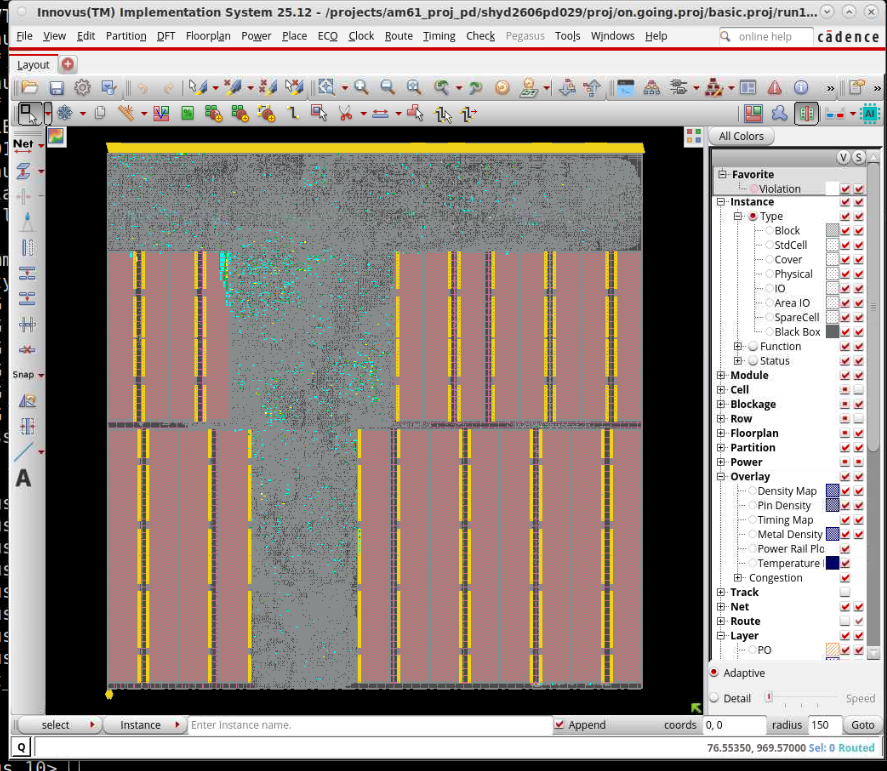 Innovus(TM) Implementation System 25.12 - /projects/am61_proj_pd/shyd2606pd029/proj/on.going.proj/basic.proj/run1...
File View Edit Partition DFT Floorplan Power Place ECO Clock Route Timing Check Pegasus Tools Windows Help
online help
cādence
Layout
Net
Snap
A
All Colors
V S
Favorite
Violation
Instance
Type
Block
StdCell
Cover
Physical
IO
Area IO
SpareCell
Black Box
Function
Status
Module
Cell
Blockage
Row
Floorplan
Partition
Power
Overlay
Density Map
Pin Density
Timing Map
Metal Density
Power Rail Plo
Temperature
Congestion
Track
Net
Route
Layer
PO
Adaptive
Detail Speed
select Instance Enter Instance name. Append coords 0, 0 radius 150 Goto
Q
76.55350, 969.57000 Sel: 0 Routed
us 10>